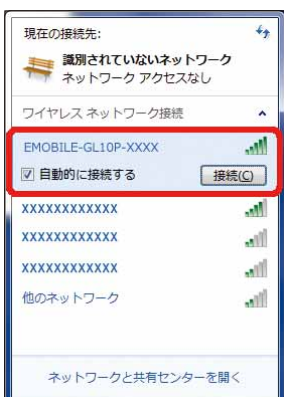 現在の接続先:
識別されていないネットワーク
ネットワーク アクセスなし
ワイヤレス ネットワーク接続
EMOBILE-GL10P-XXXX
自動的に接続する 接続(C)
XXXXXXXXXXXX
XXXXXXXXXXXX
XXXXXXXXXXXX
他のネットワーク
ネットワークと共有センターを開く